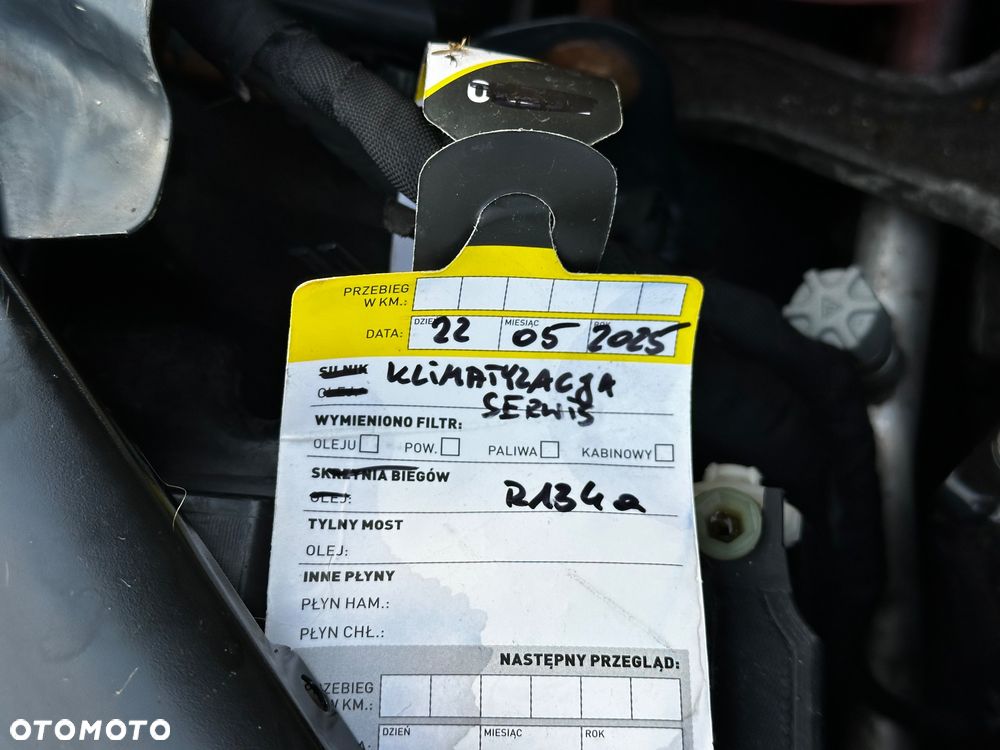 PRZEBIEG
W KM.:
DZIEŃ MIESIĄC ROK
DATA: 22 05 2025
SILNIK KLIMATYZACJA
OLEJ: SERWIS
WYMIENIONO FILTR:
OLEJU POW. PALIWA KABINOWY
SKRZYNIA BIEGÓW
OLEJ: R134a
TYLNY MOST
OLEJ:
INNE PŁYNY
PŁYN HAM.:
PŁYN CHŁ.:
NASTĘPNY PRZEGLĄD:
PRZEBIEG
W KM.:
DZIEŃ MIESIĄC ROK
OTOMOTO